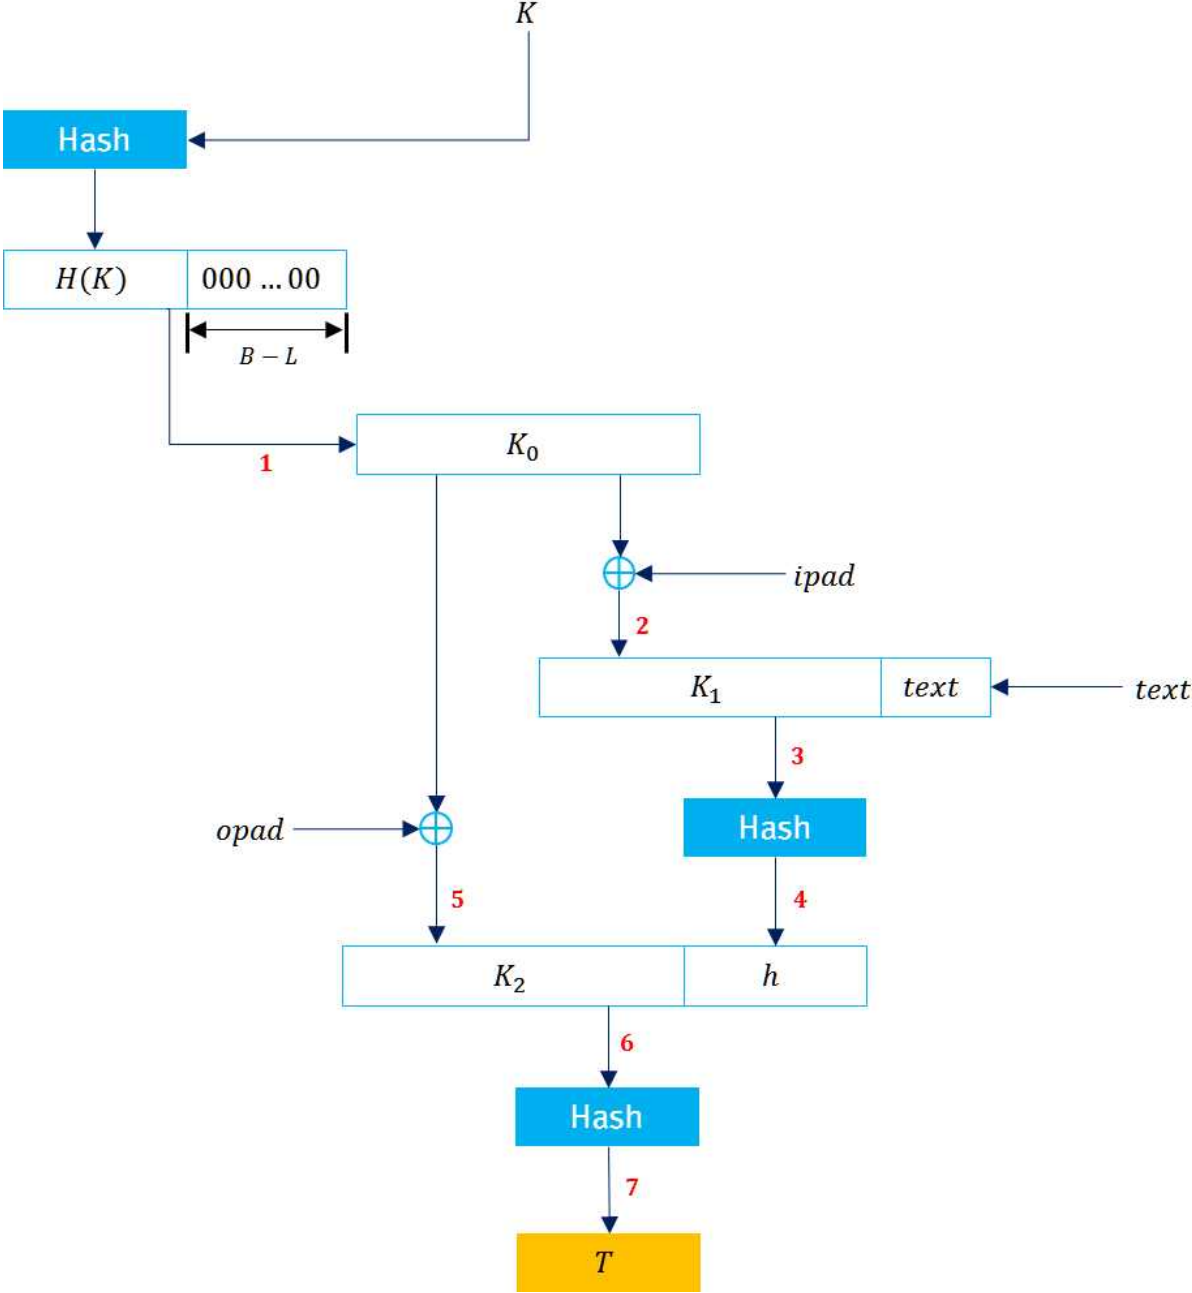 K
Hash
H(K) 000 ... 00
B − L
1
K₀
ipad
2
K₁ text
text
3
Hash
opad
5
4
K₂ h
6
Hash
7
T